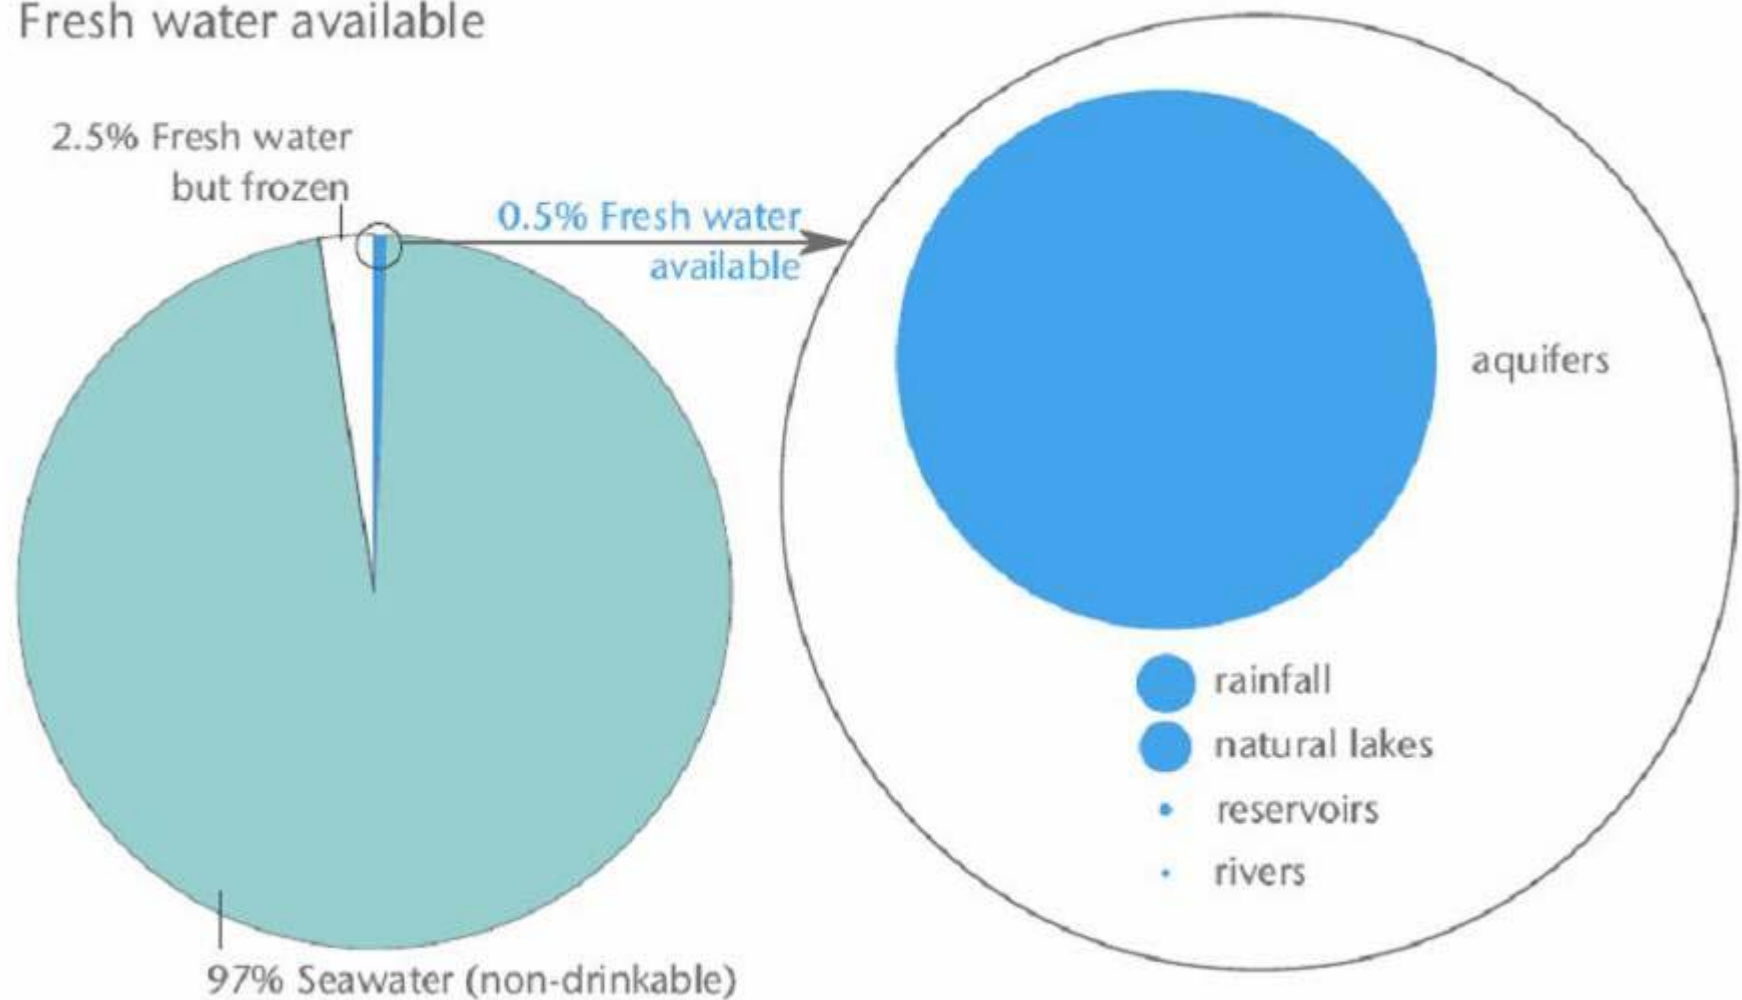 Fresh water available
2.5% Fresh water
but frozen
0.5% Fresh water
available
aquifers
rainfall
natural lakes
reservoirs
rivers
97% Seawater (non-drinkable)